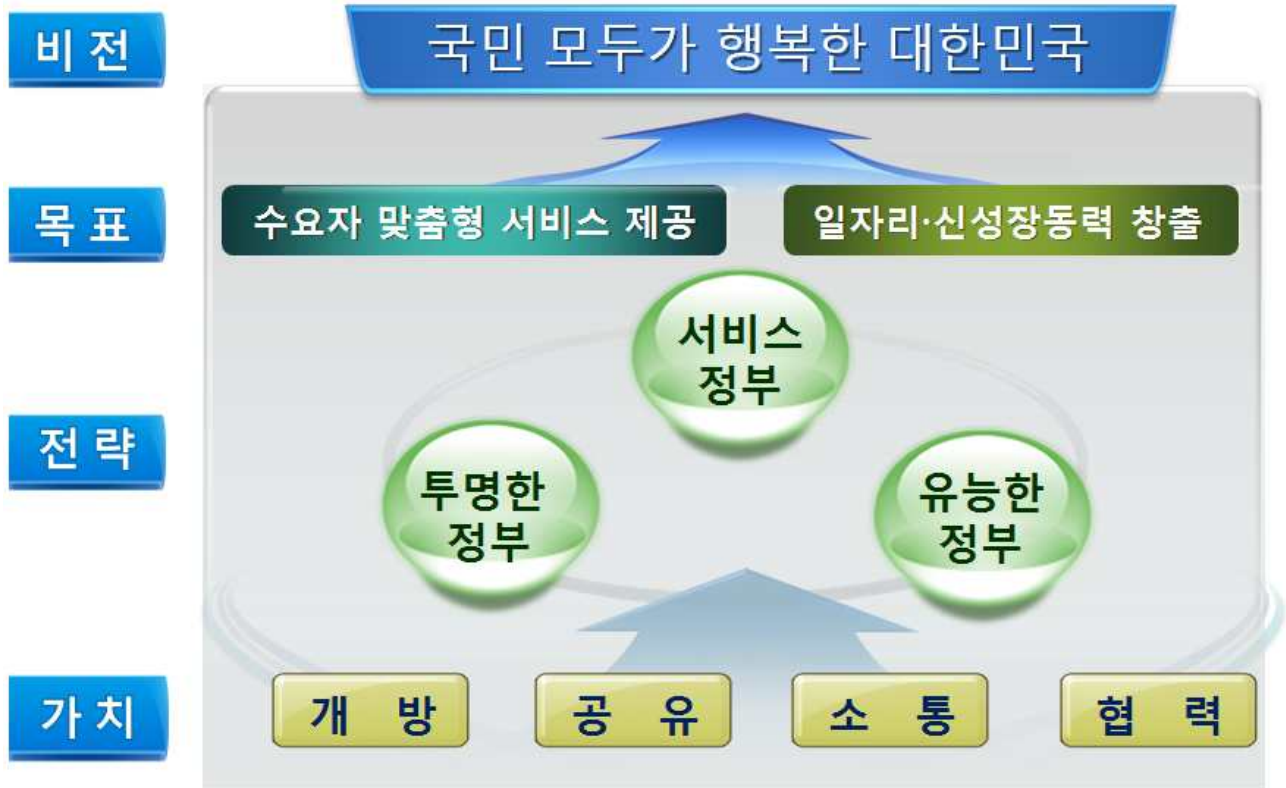 비 전
국민 모두가 행복한 대한민국
목 표
수요자 맞춤형 서비스 제공
일자리·신성장동력 창출
전 략
서비스
정부
투명한
정부
유능한
정부
가 치
개 방
공 유
소 통
협 력